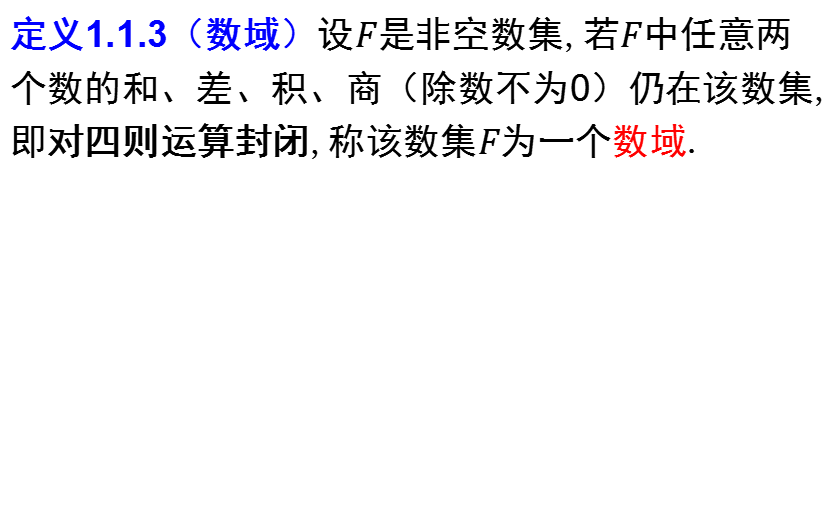 定义1.1.3（数域）设𝐹是非空数集, 若𝐹中任意两
个数的和、差、积、商（除数不为0）仍在该数集,
即对四则运算封闭, 称该数集𝐹为一个数域.